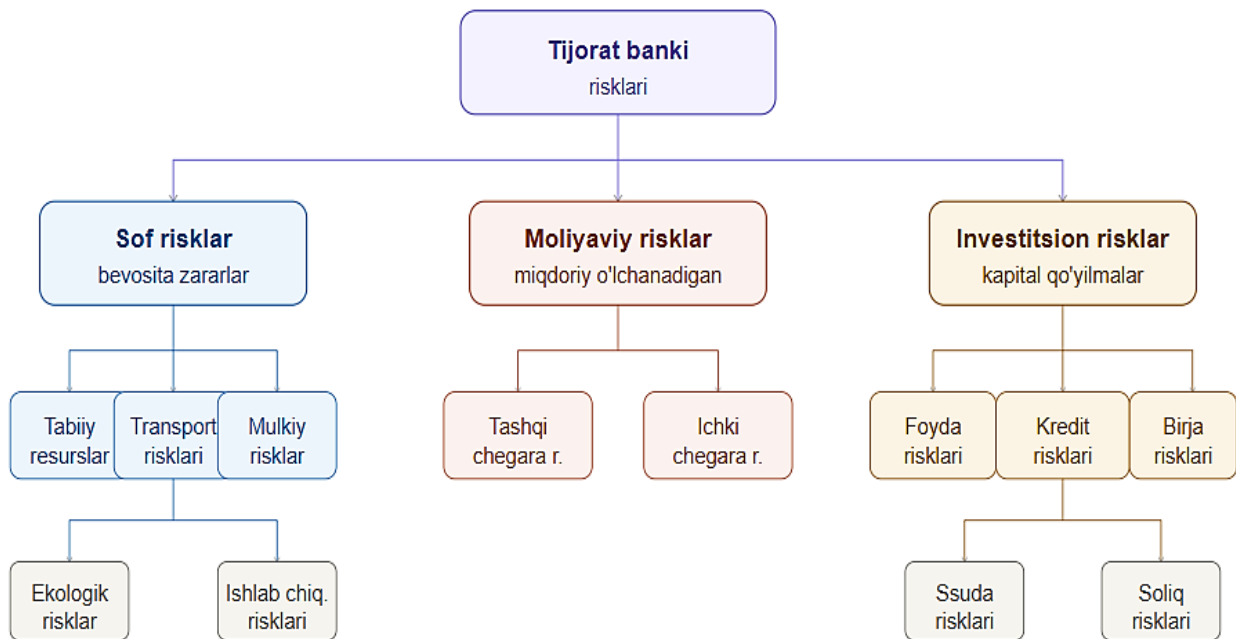 Tijorat banki
risklari
Sof risklar
bevosita zararlar
Moliyaviy risklar
miqdoriy o'lchanadigan
Investitsion risklar
kapital qo'yilmalar
Tabiiy
resurslar
Transport
risklari
Mulkiy
risklar
Tashqi
chegara r.
Ichki
chegara r.
Foyda
risklari
Kredit
risklari
Birja
risklari
Ekologik
risklar
Ishlab chiq.
risklari
Ssuda
risklari
Soliq
risklari